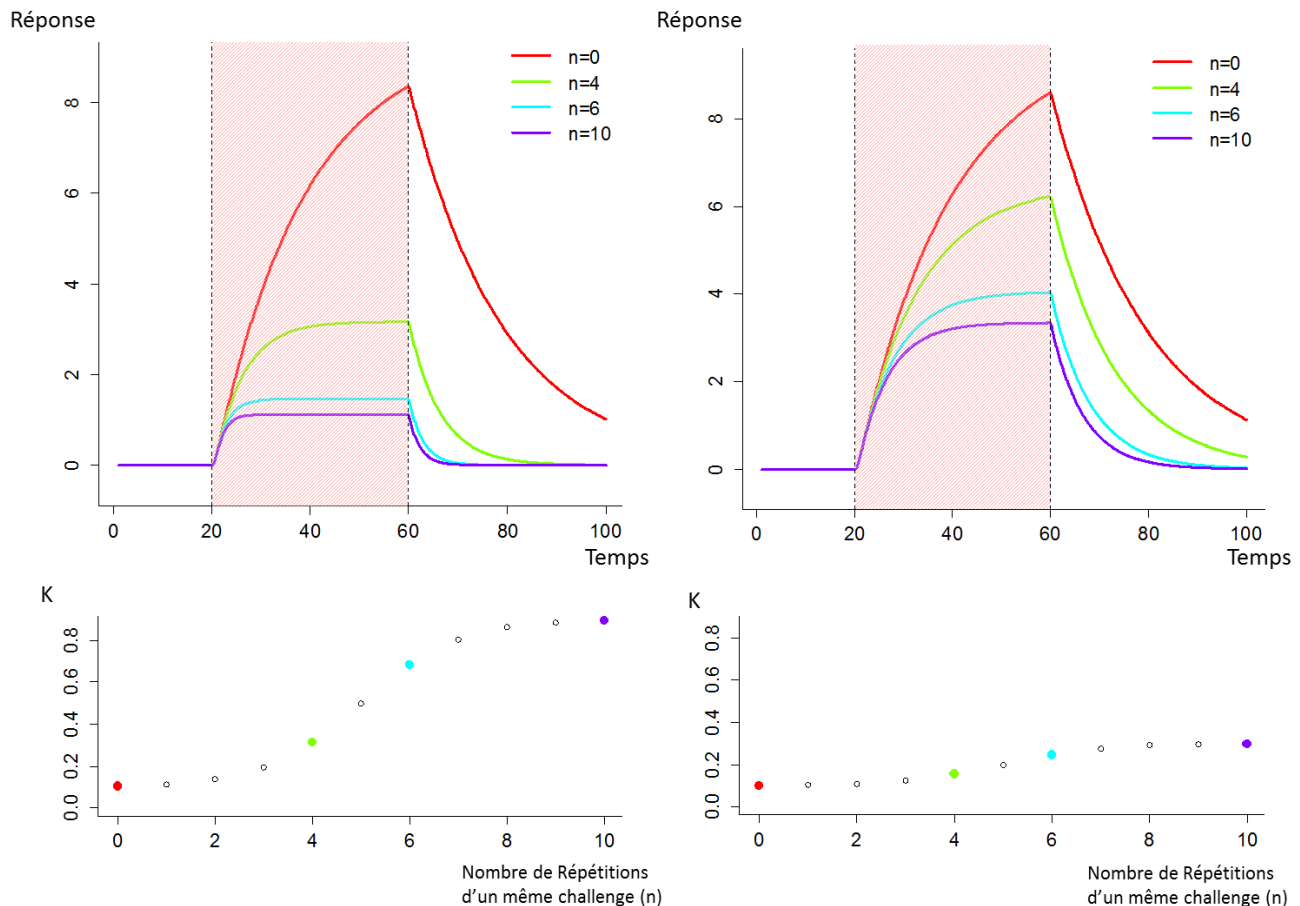 Réponse
n=0
n=4
n=6
n=10
8
6
4
2
0
0 20 40 60 80 100
Temps
Réponse
n=0
n=4
n=6
n=10
8
6
4
2
0
0 20 40 60 80 100
Temps
K
0.8
0.6
0.4
0.2
0.0
0 2 4 6 8 10
Nombre de Répétitions
d'un même challenge (n)
K
0.8
0.6
0.4
0.2
0.0
0 2 4 6 8 10
Nombre de Répétitions
d'un même challenge (n)